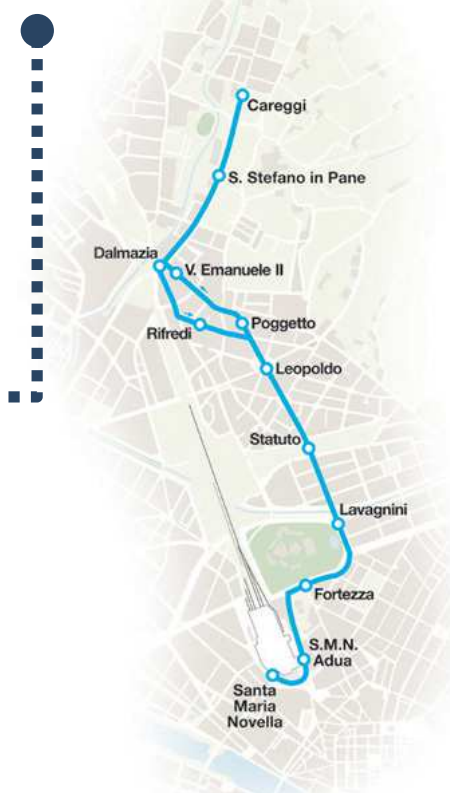 Careggi
S. Stefano in Pane
Dalmazia
V. Emanuele II
Rifredi
Poggetto
Leopoldo
Statuto
Lavagnini
Fortezza
S.M.N.
Adua
Santa
Maria
Novella